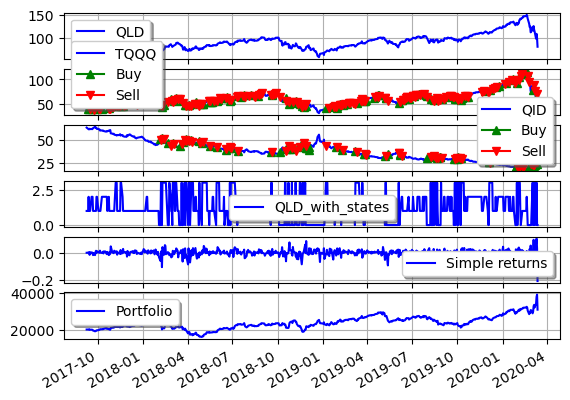 150
100
QLD
100
50
TQQQ
Buy
Sell
50
25
QID
Buy
Sell
2.5
0.0
QLD_with_states
0.0
−0.2
Simple returns
40000
20000
Portfolio
2017-10 2018-01 2018-04 2018-07 2018-10 2019-01 2019-04 2019-07 2019-10 2020-01 2020-04